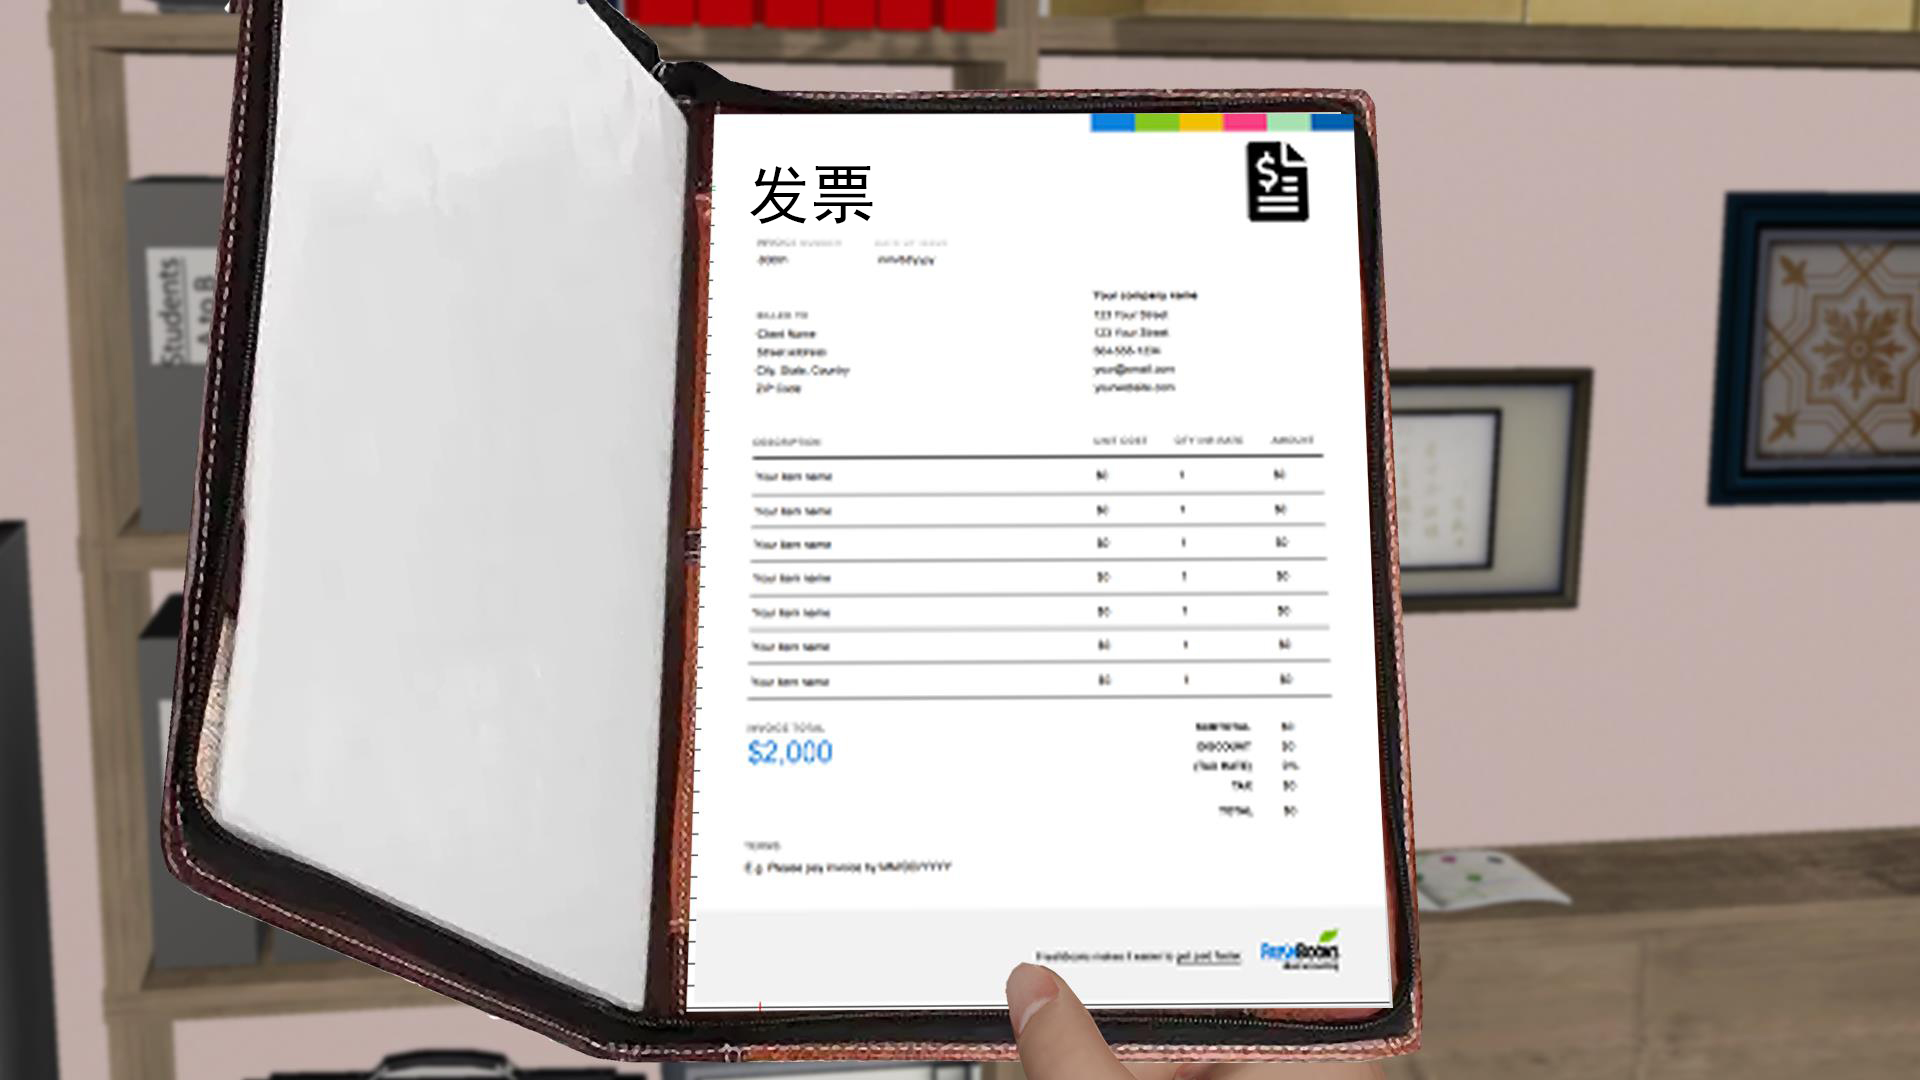 Students
A to B
发票
INVOICE NUMBER DATE OF ISSUE
mm/dd/yyyy
Your company name
BILLED TO
123 Your Street
Client Name
123 Your Street
Street address
564-555-1234
City, State, Country
your@email.com
ZIP Code
yourwebsite.com
DESCRIPTION UNIT COST QTY/HR RATE AMOUNT
Your item name $0 1 $0
Your item name $0 1 $0
Your item name $0 1 $0
Your item name $0 1 $0
Your item name $0 1 $0
Your item name $0 1 $0
Your item name $0 1 $0
INVOICE TOTAL
$2,000
SUBTOTAL $0
DISCOUNT $0
(TAX RATE) 0%
TAX $0
TOTAL $0
TERMS
E.g. Please pay invoice by MM/DD/YYYY
FreshBooks makes it easier to get paid faster
FreshBooks
cloud accounting